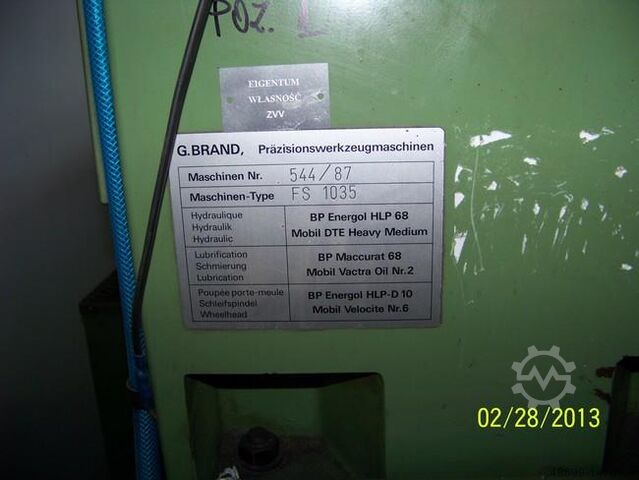 POZ. 1
EIGENTUM
WŁASNOŚĆ
ZVV
G.BRAND, Präzisionswerkzeugmaschinen
Maschinen Nr. 544/87
Maschinen-Type FS 1035
Hydraulique
Hydraulik
Hydraulic
BP Energol HLP 68
Mobil DTE Heavy Medium
Lubrification
Schmierung
Lubrication
BP Maccurat 68
Mobil Vactra Oil Nr.2
Poupée porte-meule
Schleifspindel
Wheelhead
BP Energol HLP-D 10
Mobil Velocite Nr.6
02/28/2013